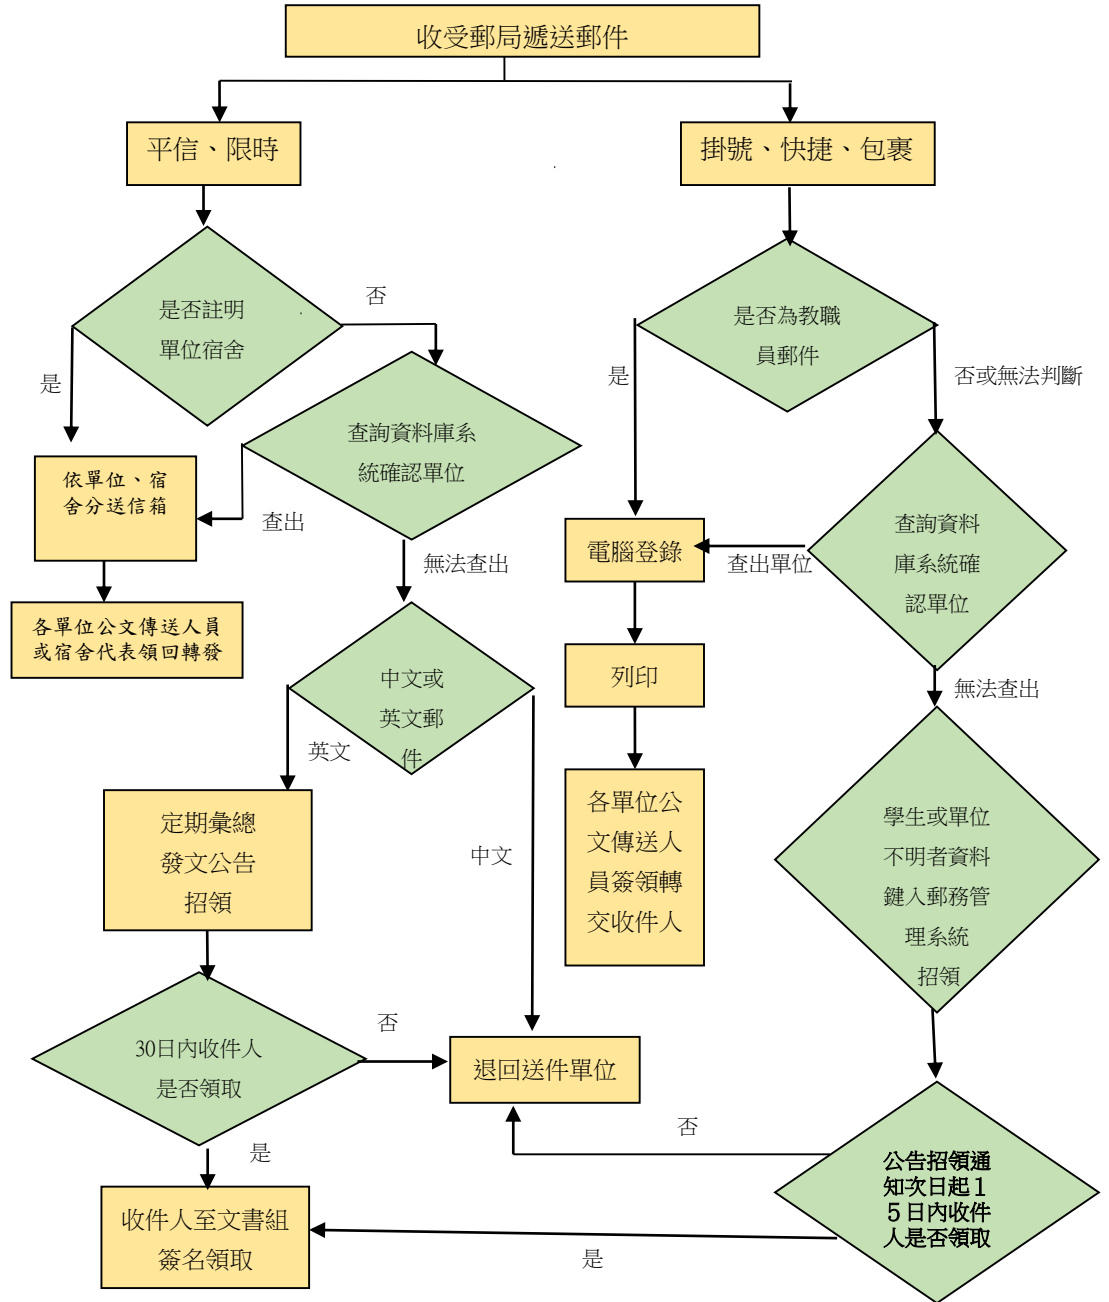 收受郵局遞送郵件
平信、限時
掛號、快捷、包裹
是否註明
單位宿舍
否
是
是否為教職
員郵件
是
否或無法判斷
查詢資料庫系
統確認單位
依單位、宿
舍分送信箱
查出
無法查出
各單位公文傳送人員
或宿舍代表領回轉發
電腦登錄
查出單位
查詢資料
庫系統確
認單位
無法查出
列印
中文或
英文郵
件
英文
中文
定期彙總
發文公告
招領
各單位公
文傳送人
員簽領轉
交收件人
學生或單位
不明者資料
鍵入郵務管
理系統
招領
30日內收件人
是否領取
否
是
退回送件單位
否
公告招領通
知次日起1
5日內收件
人是否領取
收件人至文書組
簽名領取
是